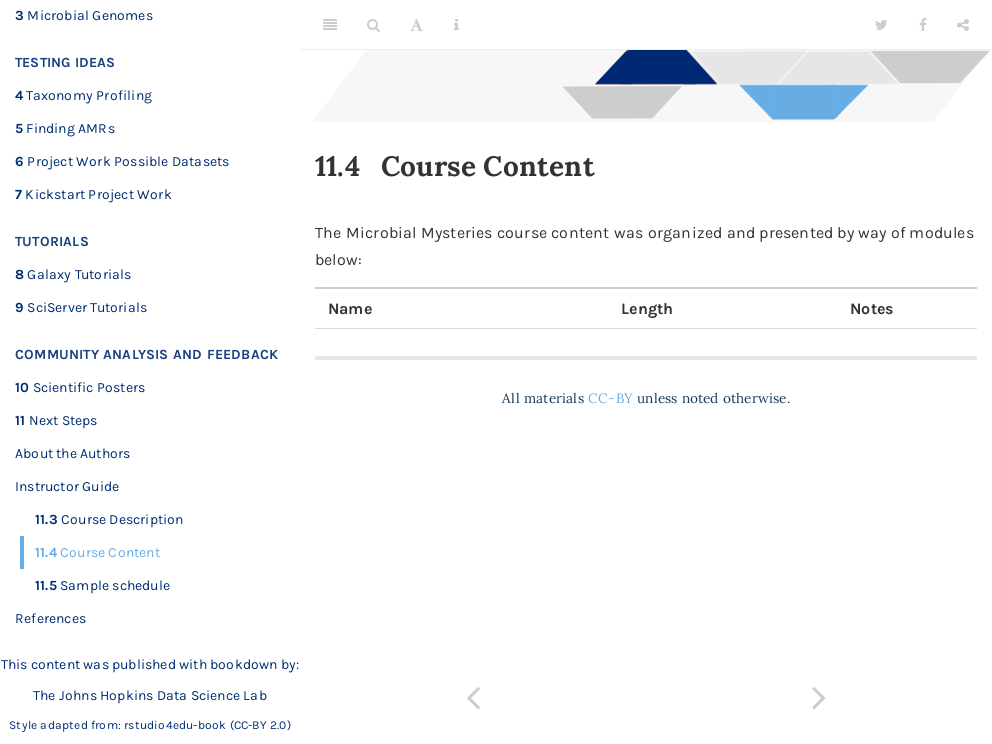 3 Microbial Genomes
TESTING IDEAS
4 Taxonomy Profiling
5 Finding AMRs
6 Project Work Possible Datasets
7 Kickstart Project Work
TUTORIALS
8 Galaxy Tutorials
9 SciServer Tutorials
COMMUNITY ANALYSIS AND FEEDBACK
10 Scientific Posters
11 Next Steps
About the Authors
Instructor Guide
11.3 Course Description
11.4 Course Content
11.5 Sample schedule
References
This content was published with bookdown by:
The Johns Hopkins Data Science Lab
Style adapted from: rstudio4edu-book (CC-BY 2.0)
11.4 Course Content
The Microbial Mysteries course content was organized and presented by way of modules
below:
Name Length Notes
All materials CC-BY unless noted otherwise.